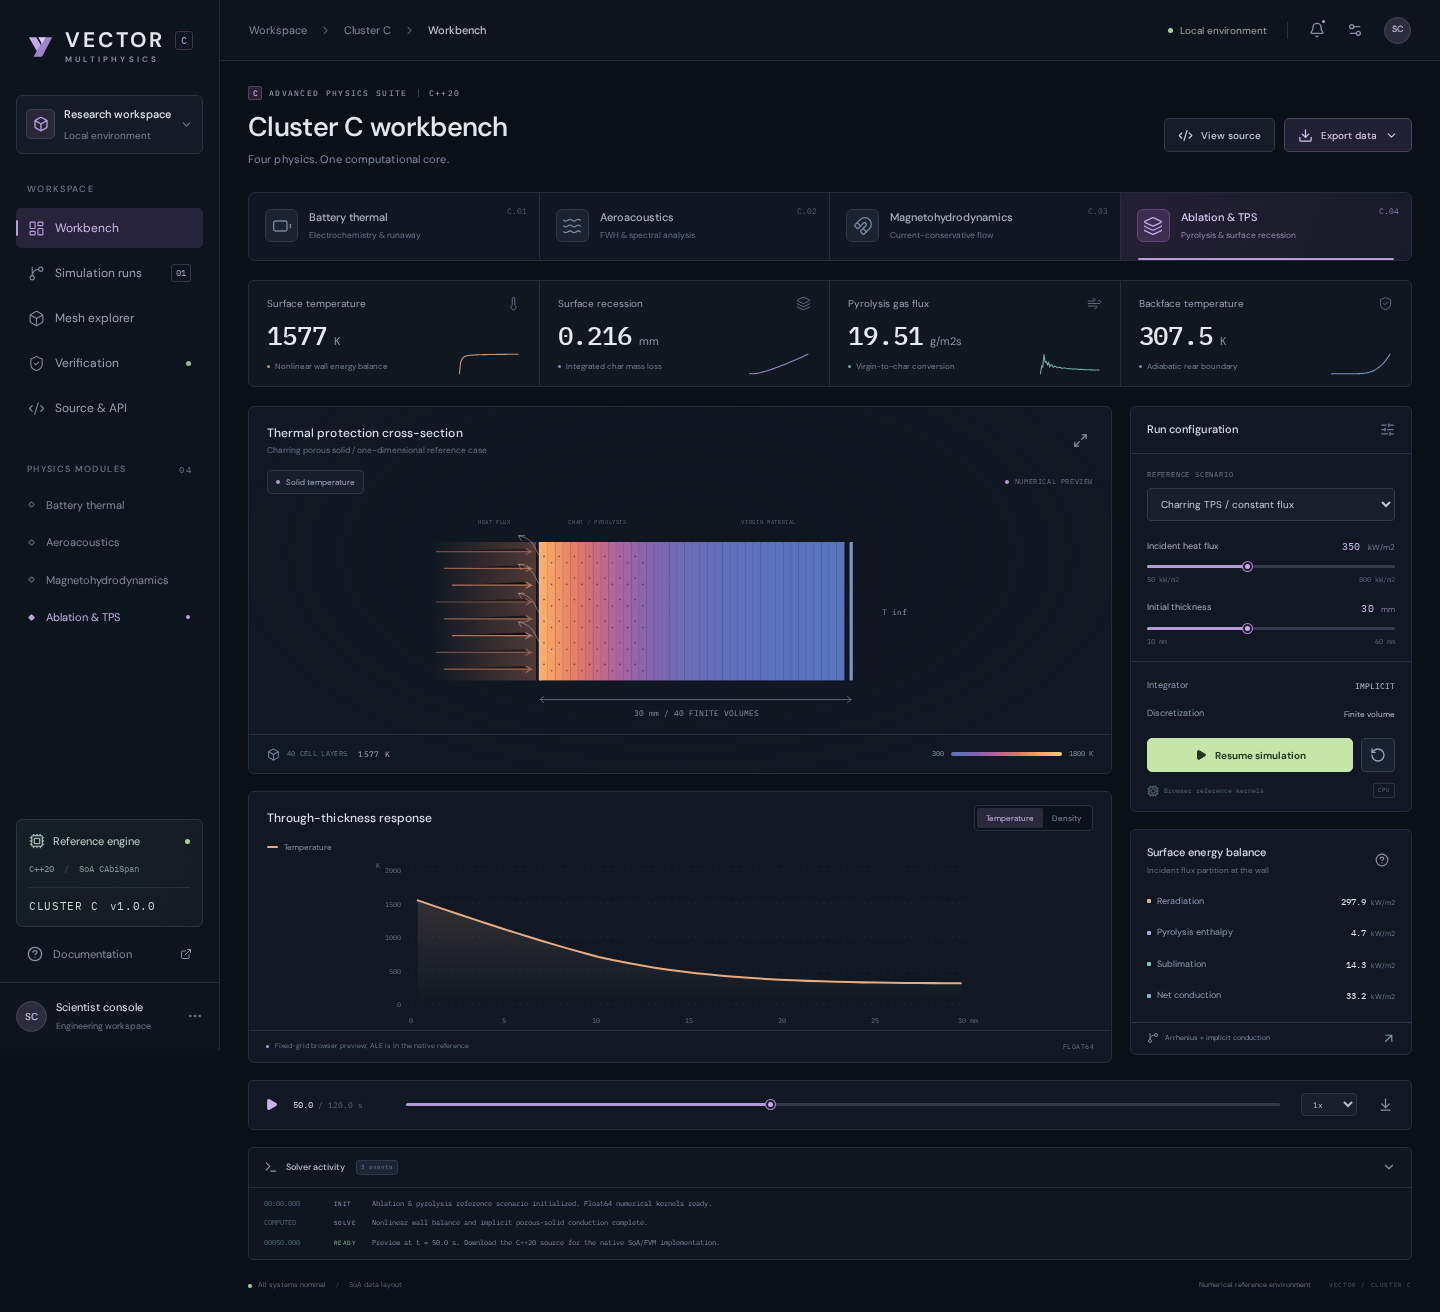 VECTOR C
MULTIPHYSICS
Research workspace
Local environment
WORKSPACE
Workbench
Simulation runs 01
Mesh explorer
Verification
Source & API
PHYSICS MODULES 04
Battery thermal
Aeroacoustics
Magnetohydrodynamics
Ablation & TPS
Reference engine
C++20 / SoA CAbiSpan
CLUSTER C v1.0.0
Documentation
SC Scientist console
Engineering workspace
Workspace > Cluster C > Workbench
Local environment
SC
C ADVANCED PHYSICS SUITE | C++20
Cluster C workbench
Four physics. One computational core.
View source
Export data
Battery thermal C.01
Electrochemistry & runaway
Aeroacoustics C.02
FWH & spectral analysis
Magnetohydrodynamics C.03
Current-conservative flow
Ablation & TPS C.04
Pyrolysis & surface recession
Surface temperature
1577 K
Nonlinear wall energy balance
Surface recession
0.216 mm
Integrated char mass loss
Pyrolysis gas flux
19.51 g/m2s
Virgin-to-char conversion
Backface temperature
307.5 K
Adiabatic rear boundary
Thermal protection cross-section
Charring porous solid / one-dimensional reference case
Solid temperature
NUMERICAL PREVIEW
HEAT FLUX CHAR / PYROLYSIS VIRGIN MATERIAL
T inf
30 mm / 40 FINITE VOLUMES
40 CELL LAYERS 1577 K
300 1800 K
Through-thickness response
Temperature Density
Temperature
K
2000
1500
1000
500
0
0 5 10 15 20 25 30 mm
Fixed-grid browser preview; ALE is in the native reference
FLOAT64
Run configuration
REFERENCE SCENARIO
Charring TPS / constant flux
Incident heat flux 350 kW/m2
50 kW/m2 800 kW/m2
Initial thickness 30 mm
10 mm 60 mm
Integrator IMPLICIT
Discretization Finite volume
Resume simulation
Browser reference kernels CPU
Surface energy balance
Incident flux partition at the wall
Reradiation 297.9 kW/m2
Pyrolysis enthalpy 4.7 kW/m2
Sublimation 14.3 kW/m2
Net conduction 33.2 kW/m2
Arrhenius + implicit conduction
50.0 / 120.0 s
1x
Solver activity 3 events
00:00.000 INIT Ablation & pyrolysis reference scenario initialized. Float64 numerical kernels ready.
COMPUTED SOLVE Nonlinear wall balance and implicit porous-solid conduction complete.
00050.000 READY Preview at t = 50.0 s. Download the C++20 source for the native SoA/FVM implementation.
All systems nominal / SoA data layout
Numerical reference environment VECTOR / CLUSTER C